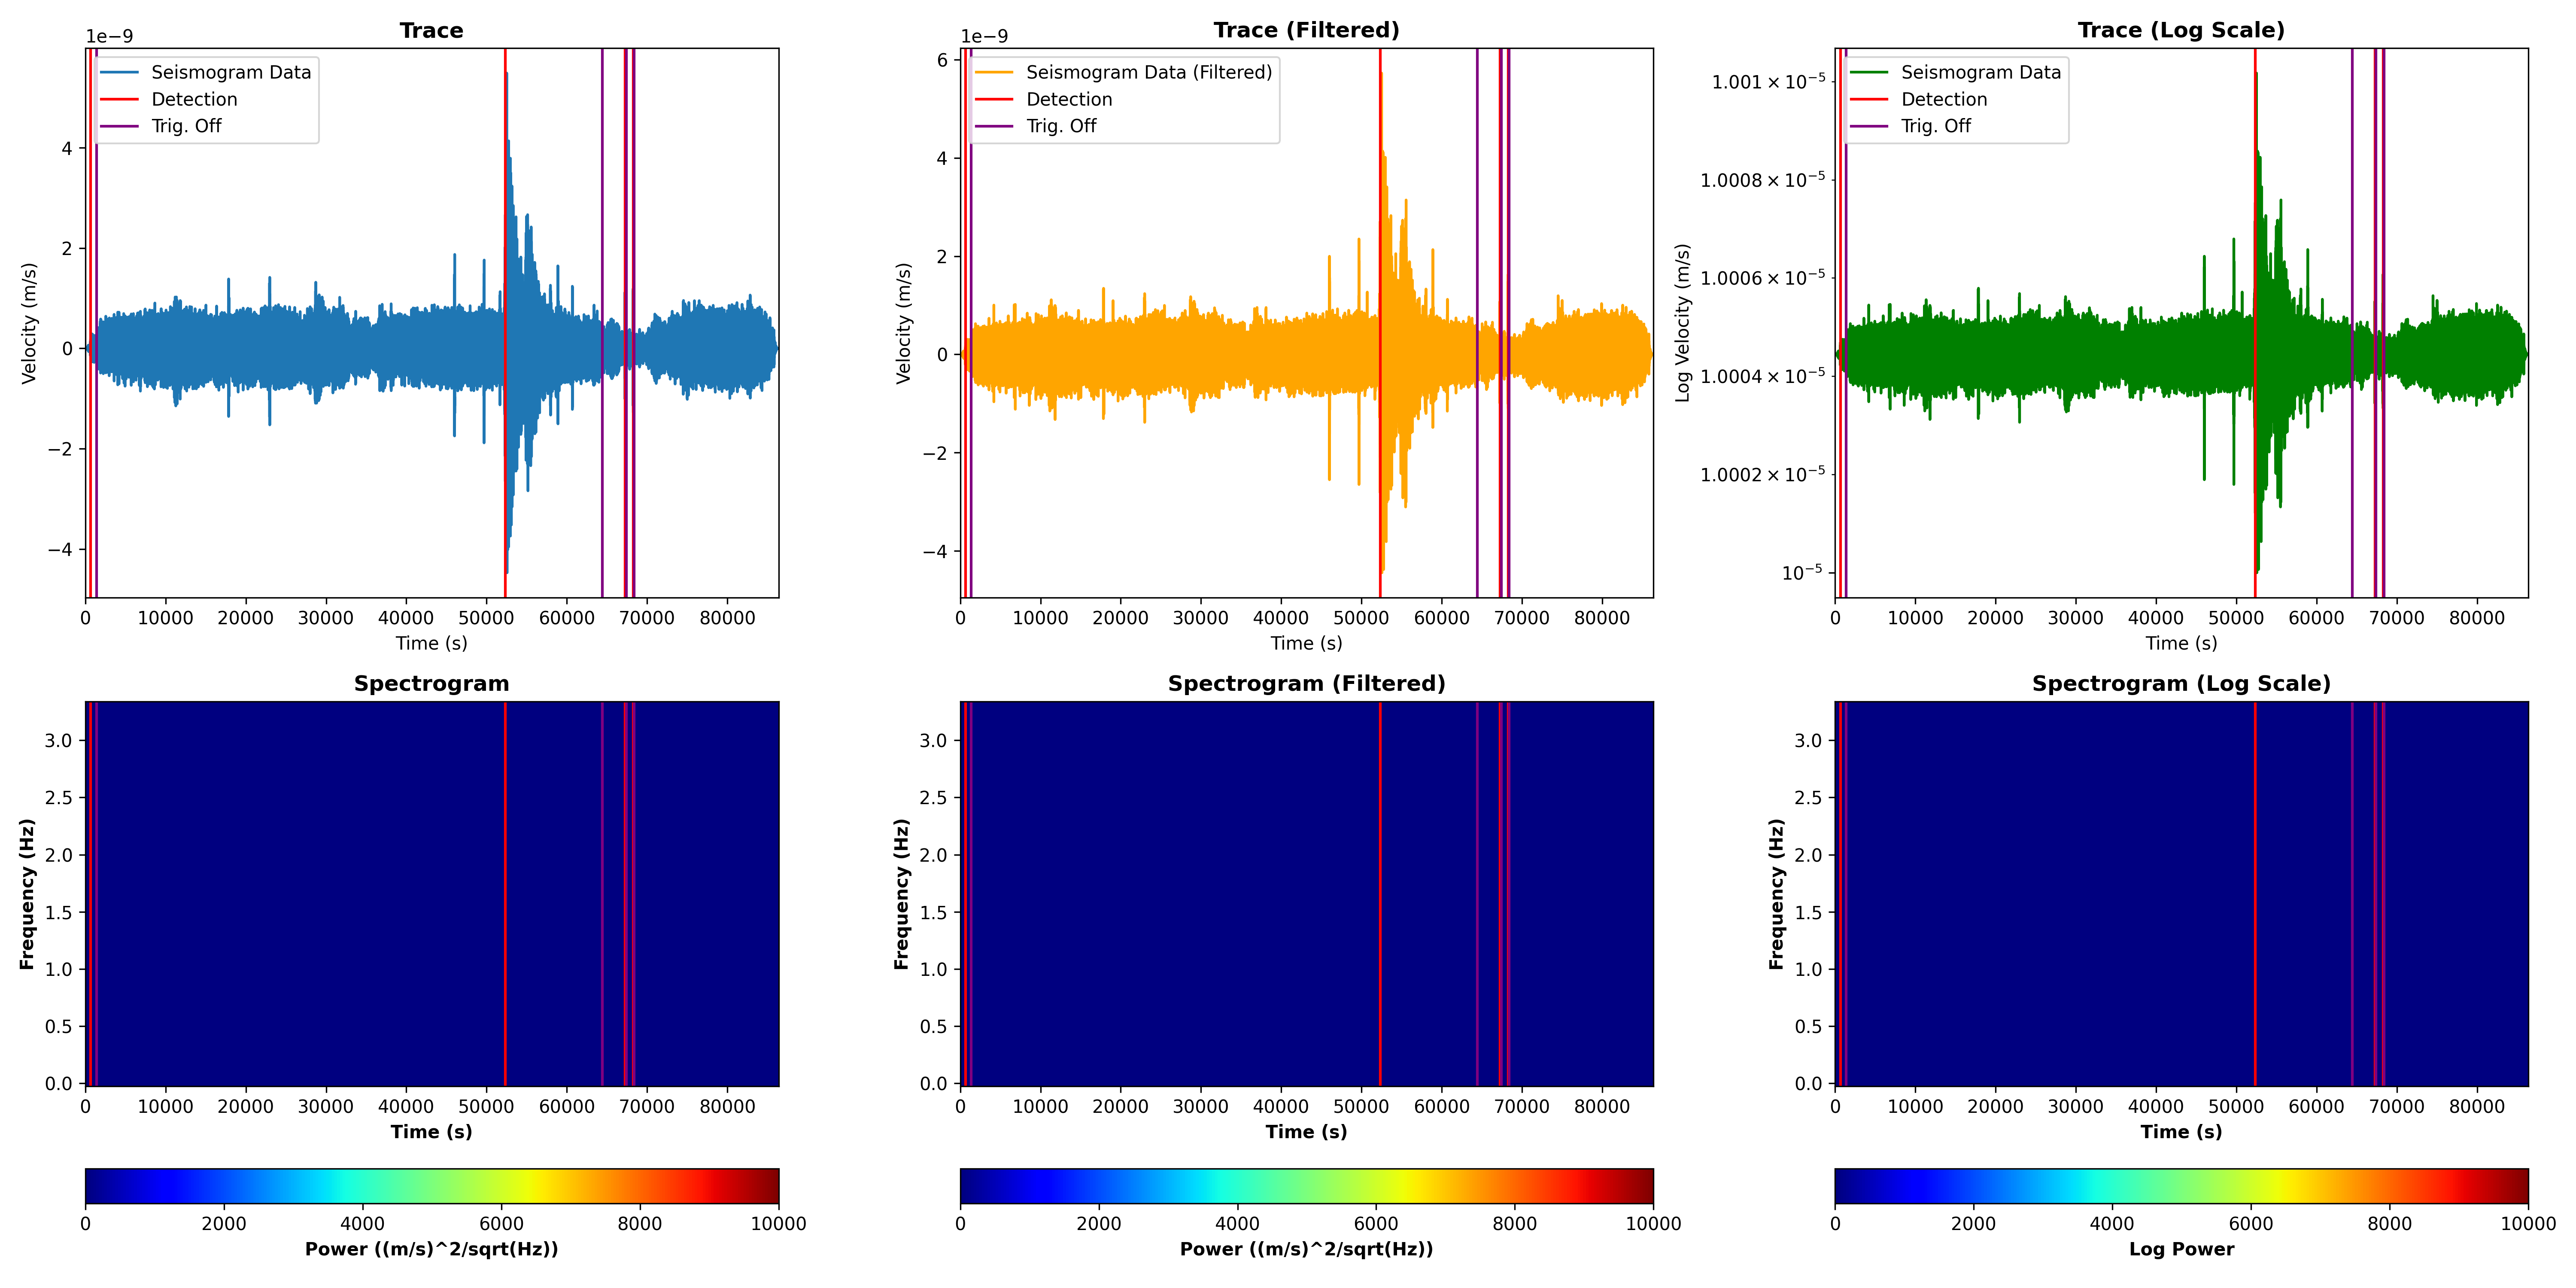 Trace
1e−9
Seismogram Data
Detection
Trig. Off
4
2
0
−2
−4
Velocity (m/s)
0 10000 20000 30000 40000 50000 60000 70000 80000
Time (s)
Trace (Filtered)
1e−9
Seismogram Data (Filtered)
Detection
Trig. Off
6
4
2
0
−2
−4
Velocity (m/s)
0 10000 20000 30000 40000 50000 60000 70000 80000
Time (s)
Trace (Log Scale)
Seismogram Data
Detection
Trig. Off
1.001 × 10⁻⁵
1.0008 × 10⁻⁵
1.0006 × 10⁻⁵
1.0004 × 10⁻⁵
1.0002 × 10⁻⁵
10⁻⁵
Log Velocity (m/s)
0 10000 20000 30000 40000 50000 60000 70000 80000
Time (s)
Spectrogram
3.0
2.5
2.0
1.5
1.0
0.5
0.0
Frequency (Hz)
0 10000 20000 30000 40000 50000 60000 70000 80000
Time (s)
0 2000 4000 6000 8000 10000
Power ((m/s)^2/sqrt(Hz))
Spectrogram (Filtered)
3.0
2.5
2.0
1.5
1.0
0.5
0.0
Frequency (Hz)
0 10000 20000 30000 40000 50000 60000 70000 80000
Time (s)
0 2000 4000 6000 8000 10000
Power ((m/s)^2/sqrt(Hz))
Spectrogram (Log Scale)
3.0
2.5
2.0
1.5
1.0
0.5
0.0
Frequency (Hz)
0 10000 20000 30000 40000 50000 60000 70000 80000
Time (s)
0 2000 4000 6000 8000 10000
Log Power